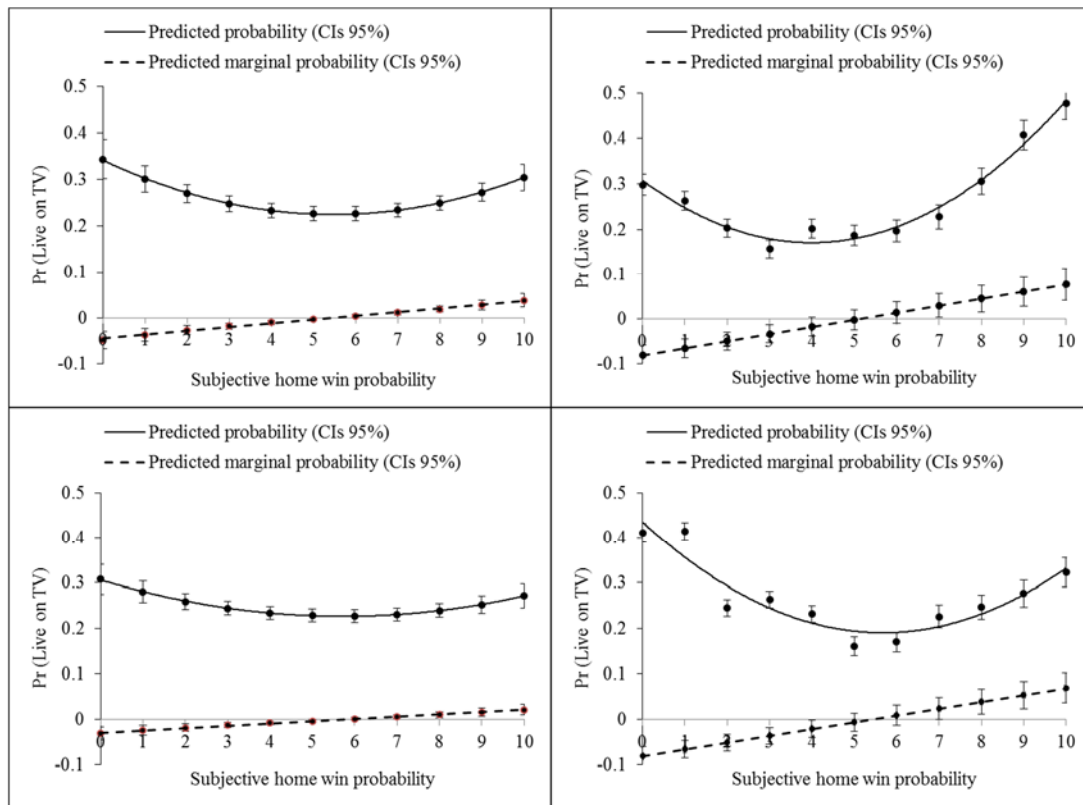 Predicted probability (CIs 95%)
Predicted marginal probability (CIs 95%)
0.5
0.4
0.3
0.2
0.1
0
-0.1
Pr (Live on TV)
0 1 2 3 4 5 6 7 8 9 10
Subjective home win probability
Predicted probability (CIs 95%)
Predicted marginal probability (CIs 95%)
0.5
0.4
0.3
0.2
0.1
0
-0.1
Pr (Live on TV)
0 1 2 3 4 5 6 7 8 9 10
Subjective home win probability
Predicted probability (CIs 95%)
Predicted marginal probability (CIs 95%)
0.5
0.4
0.3
0.2
0.1
0
-0.1
Pr (Live on TV)
0 1 2 3 4 5 6 7 8 9 10
Subjective home win probability
Predicted probability (CIs 95%)
Predicted marginal probability (CIs 95%)
0.5
0.4
0.3
0.2
0.1
0
-0.1
Pr (Live on TV)
0 1 2 3 4 5 6 7 8 9 10
Subjective home win probability